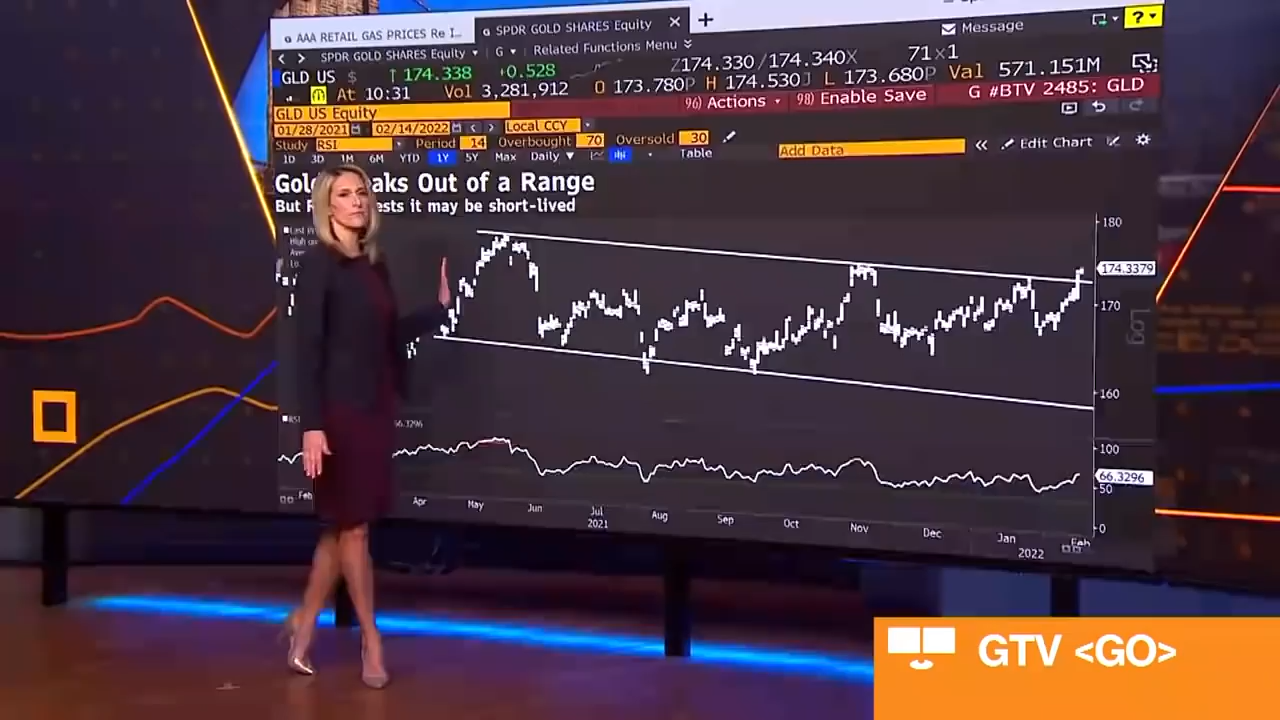 AAA RETAIL GAS PRICES Re I...
SPDR GOLD SHARES Equity ✕ +
< > SPDR GOLD SHARES Equity ▾ G ▾ Related Functions Menu
Message
? ▾
GLD US $ ↑ 174.338 +0.528 174.330 / 174.340X 71x1
At 10:31 Vol 3,281,912 O 173.780P H 174.530J L 173.680P Val 571.151M
GLD US Equity 96) Actions 98) Enable Save G #BTV 2485: GLD
01/28/2021 02/14/2022 < > Local CCY
Study RSI Period 14 Overbought 70 Oversold 30
1D 3D 1M 6M YTD 1Y 5Y Max Daily ▼ Table
Add Data « Edit Chart
Out of a Range
it may be short-lived
180
174.3379
170
160
Log
RSI
66.3296
100
66.3296
50
0
Feb Apr May Jun Jul Aug Sep Oct Nov Dec Jan Feb
2021 2022
GTV <GO>